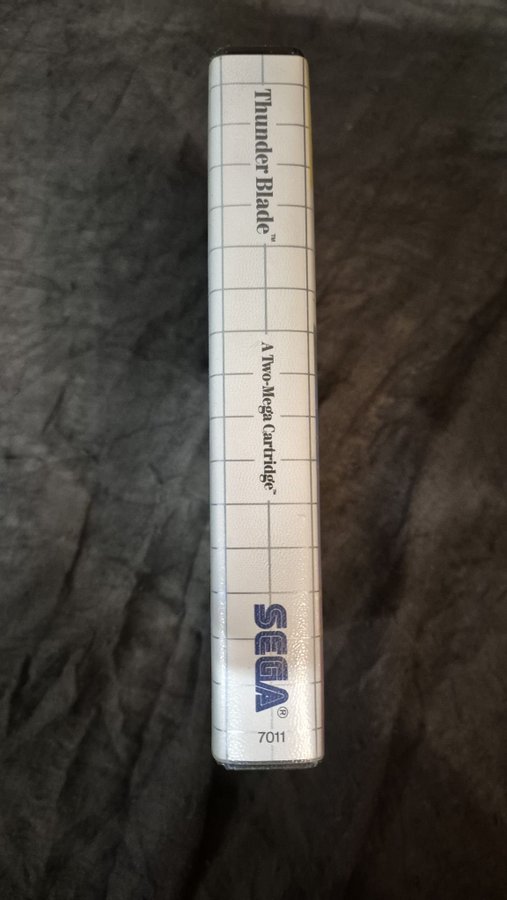 Thunder Blade™
A Two-Mega Cartridge™
SEGA®
7011